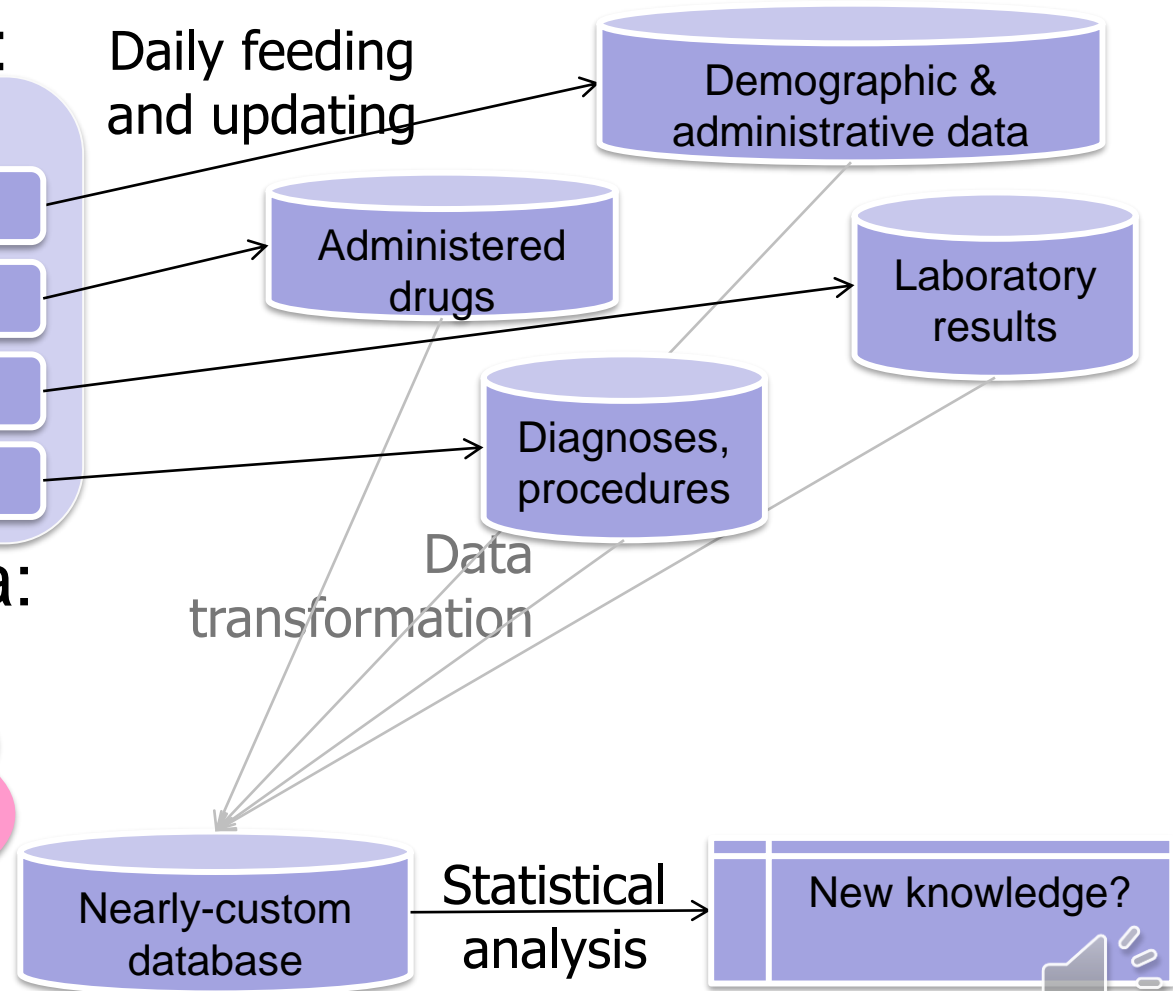 :
Daily feeding
and updating
Demographic &
administrative data
Administered
drugs
Laboratory
results
Diagnoses,
procedures
Data
transformation
a:
Nearly-custom
database
Statistical
analysis
New knowledge?